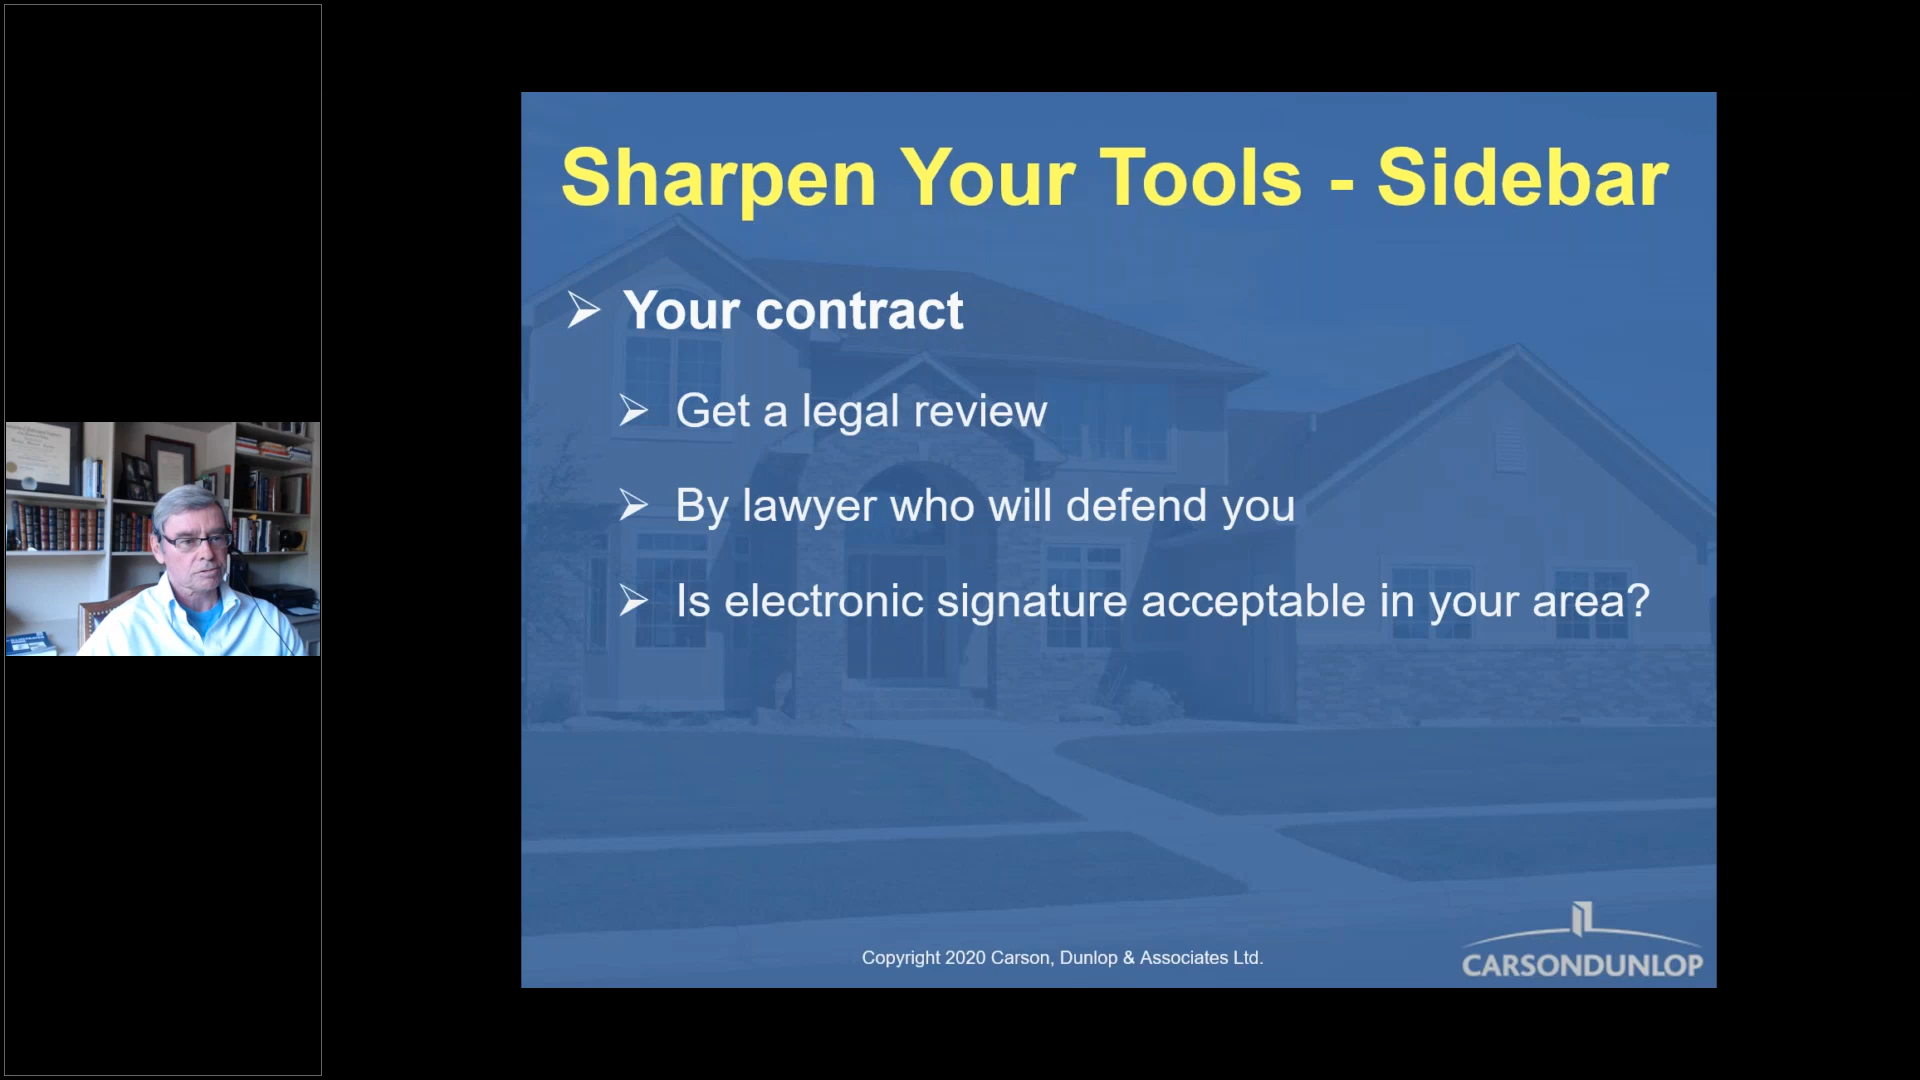 Sharpen Your Tools - Sidebar
Your contract
Get a legal review
By lawyer who will defend you
Is electronic signature acceptable in your area?
Copyright 2020 Carson, Dunlop & Associates Ltd.
CARSONDUNLOP